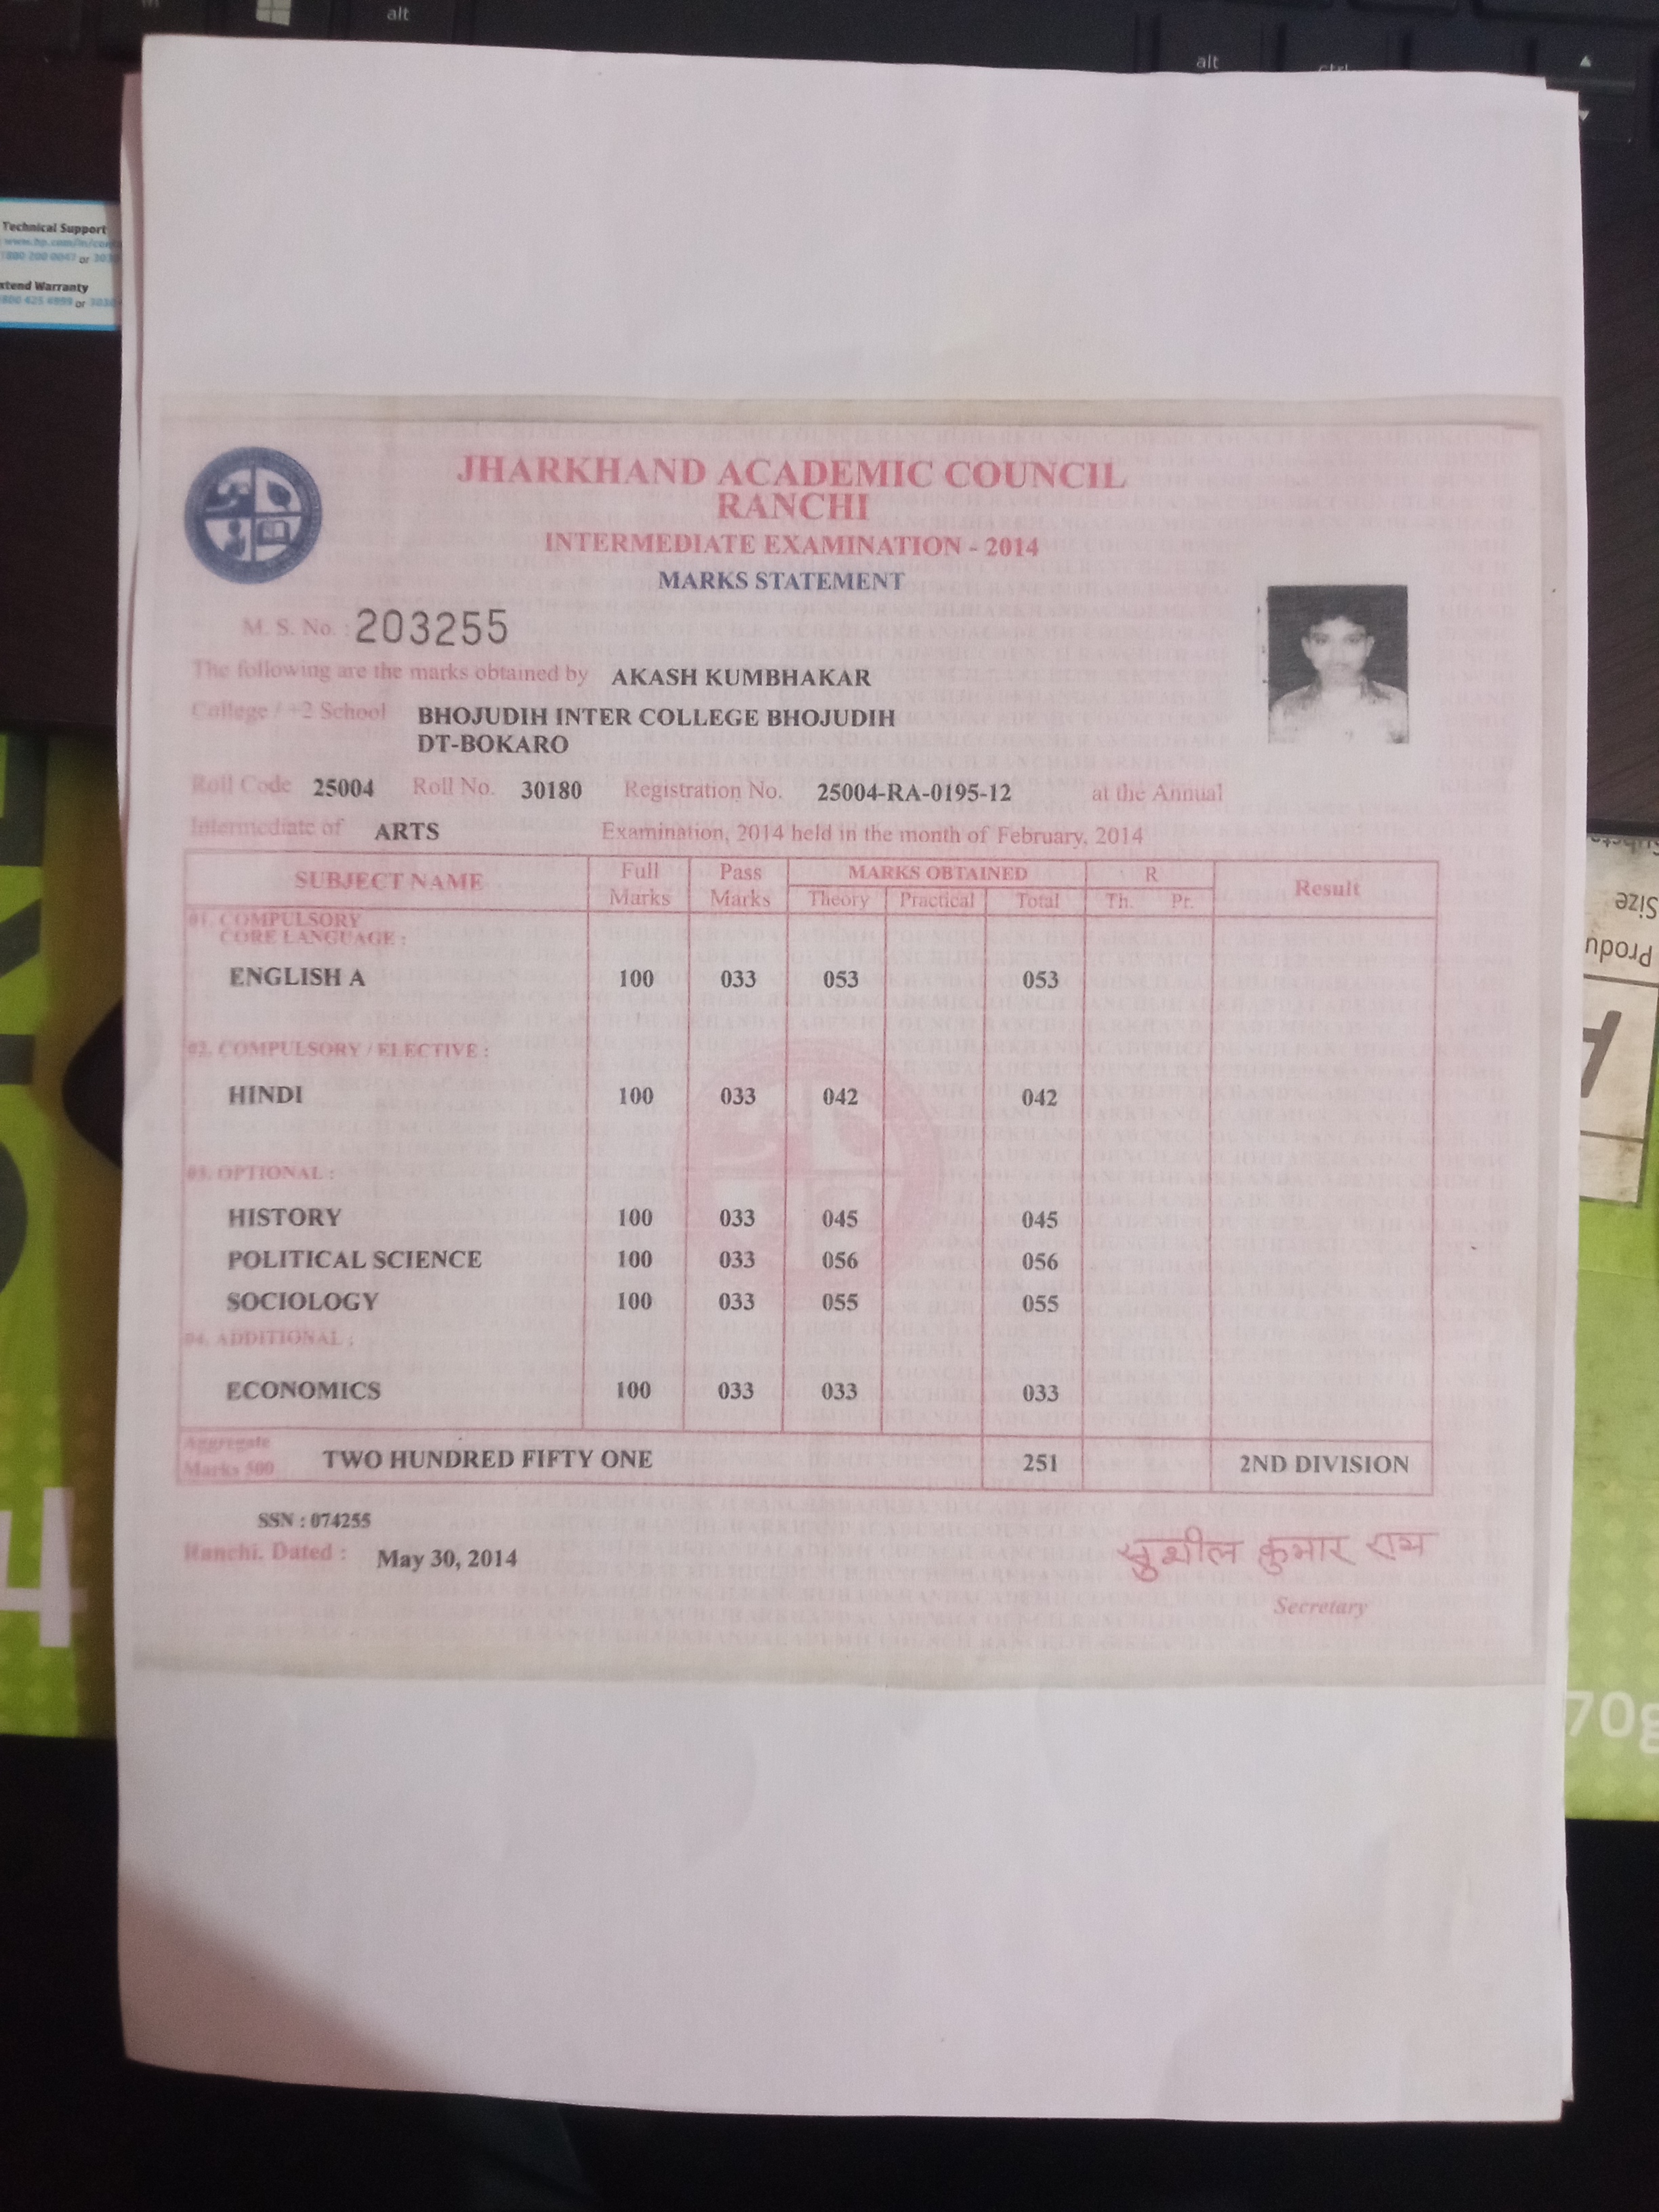 alt
alt
Technical Support
1800 200 0047 or
xtend Warranty
or
JHARKHAND ACADEMIC COUNCIL
RANCHI
INTERMEDIATE EXAMINATION - 2014
MARKS STATEMENT
M. S. No. : 203255
The following are the marks obtained by AKASH KUMBHAKAR
College / +2 School BHOJUDIH INTER COLLEGE BHOJUDIH
DT-BOKARO
Roll Code 25004 Roll No. 30180 Registration No. 25004-RA-0195-12 at the Annual
Intermediate of ARTS Examination, 2014 held in the month of February, 2014
SUBJECT NAME Full Marks Pass Marks MARKS OBTAINED R Result
Theory Practical Total Th. Pr.
01. COMPULSORY
CORE LANGUAGE :
ENGLISH A 100 033 053 053
02. COMPULSORY / ELECTIVE :
HINDI 100 033 042 042
03. OPTIONAL :
HISTORY 100 033 045 045
POLITICAL SCIENCE 100 033 056 056
SOCIOLOGY 100 033 055 055
04. ADDITIONAL :
ECONOMICS 100 033 033 033
Aggregate
Marks 500 TWO HUNDRED FIFTY ONE 251 2ND DIVISION
SSN : 074255
Ranchi. Dated : May 30, 2014
सुशील कुमार राय
Secretary
Size
Produ
A
70g
4